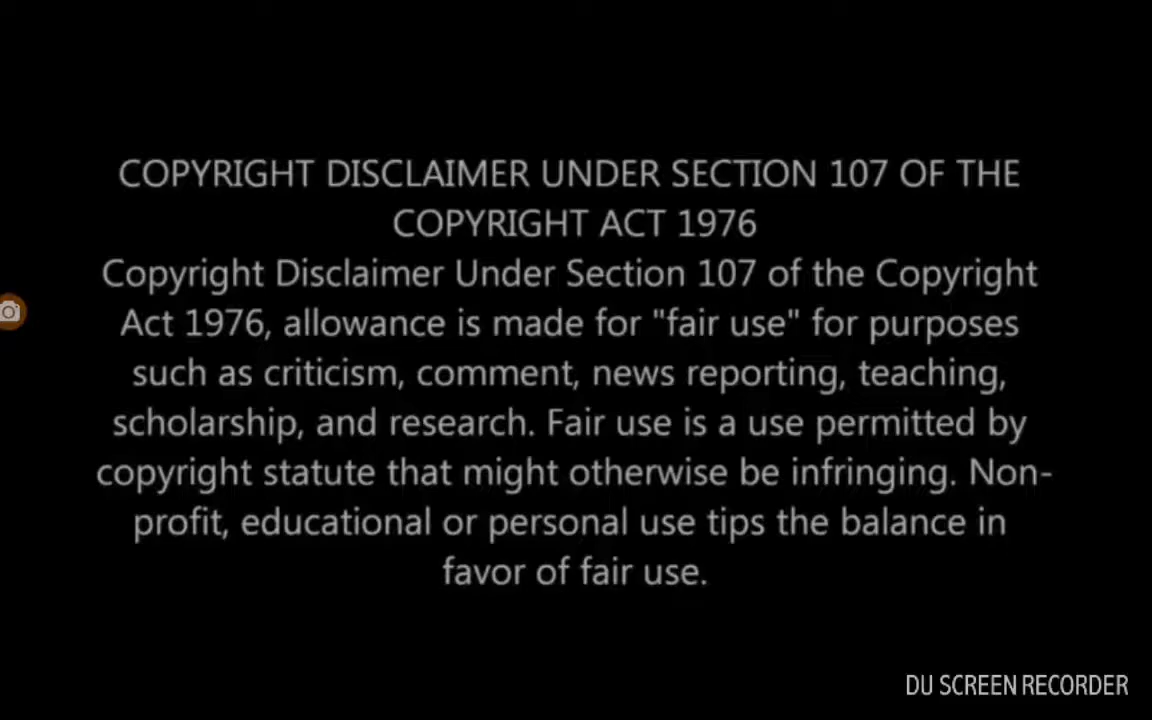 COPYRIGHT DISCLAIMER UNDER SECTION 107 OF THE
COPYRIGHT ACT 1976
Copyright Disclaimer Under Section 107 of the Copyright
Act 1976, allowance is made for "fair use" for purposes
such as criticism, comment, news reporting, teaching,
scholarship, and research. Fair use is a use permitted by
copyright statute that might otherwise be infringing. Non-
profit, educational or personal use tips the balance in
favor of fair use.
DU SCREEN RECORDER